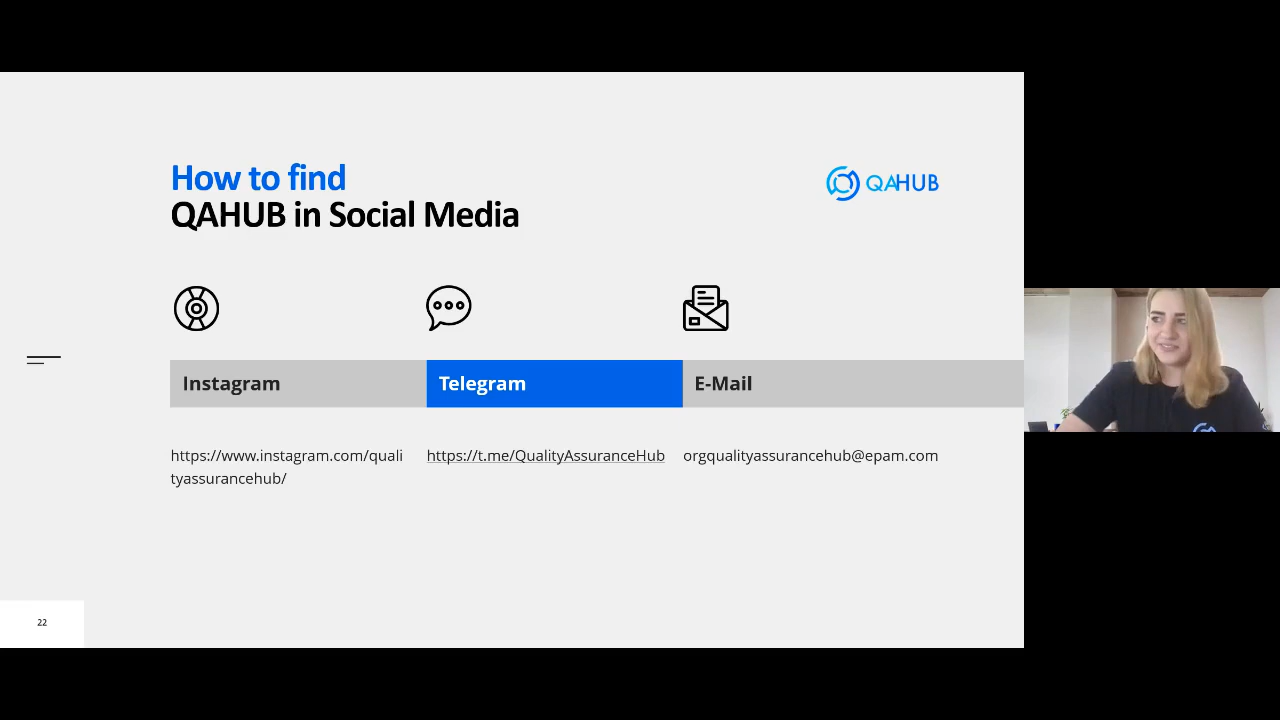 How to find
QAHUB in Social Media
QAHUB
Instagram
Telegram
E-Mail
https://www.instagram.com/quali
tyassurancehub/
https://t.me/QualityAssuranceHub
orgqualityassurancehub@epam.com
22